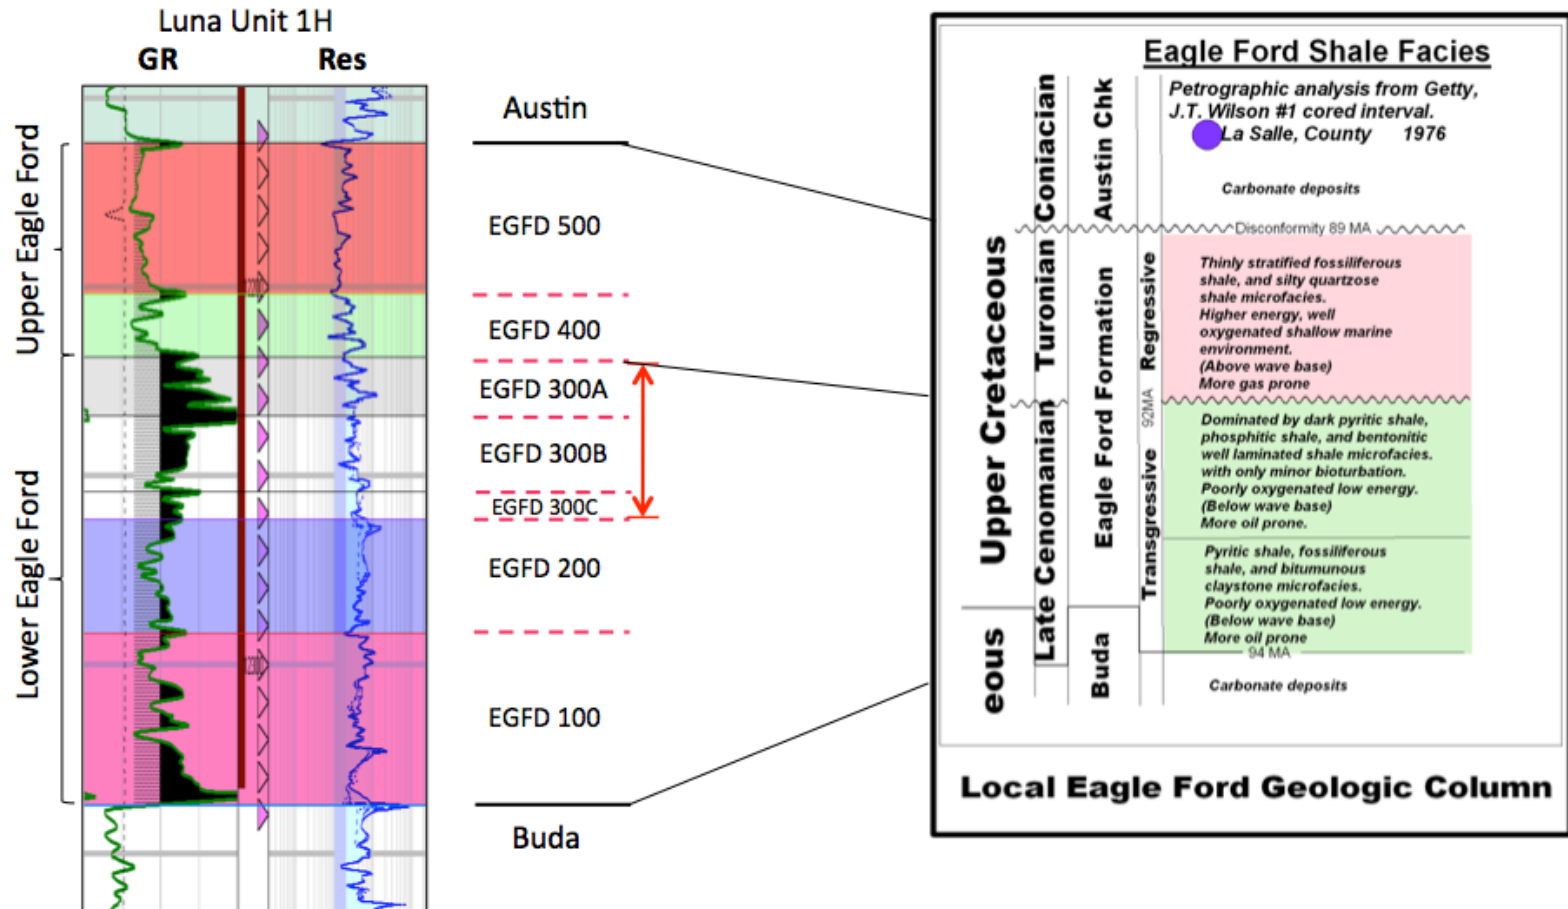 Luna Unit 1H
GR
Res
Upper Eagle Ford
Lower Eagle Ford
Austin
EGFD 500
EGFD 400
EGFD 300A
EGFD 300B
EGFD 300C
EGFD 200
EGFD 100
Buda
Eagle Ford Shale Facies
Petrographic analysis from Getty,
J.T. Wilson #1 cored interval.
La Salle, County 1976
Upper Cretaceous
eous
Coniacian
Turonian
Late Cenomanian
Austin Chk
Eagle Ford Formation
Buda
Regressive
92MA
Transgressive
Carbonate deposits
Disconformity 89 MA
Thinly stratified fossiliferous
shale, and silty quartzose
shale microfacies.
Higher energy, well
oxygenated shallow marine
environment.
(Above wave base)
More gas prone
Dominated by dark pyritic shale,
phosphitic shale, and bentonitic
well laminated shale microfacies.
with only minor bioturbation.
Poorly oxygenated low energy.
(Below wave base)
More oil prone.
Pyritic shale, fossiliferous
shale, and bitumunous
claystone microfacies.
Poorly oxygenated low energy.
(Below wave base)
More oil prone
94 MA
Carbonate deposits
Local Eagle Ford Geologic Column